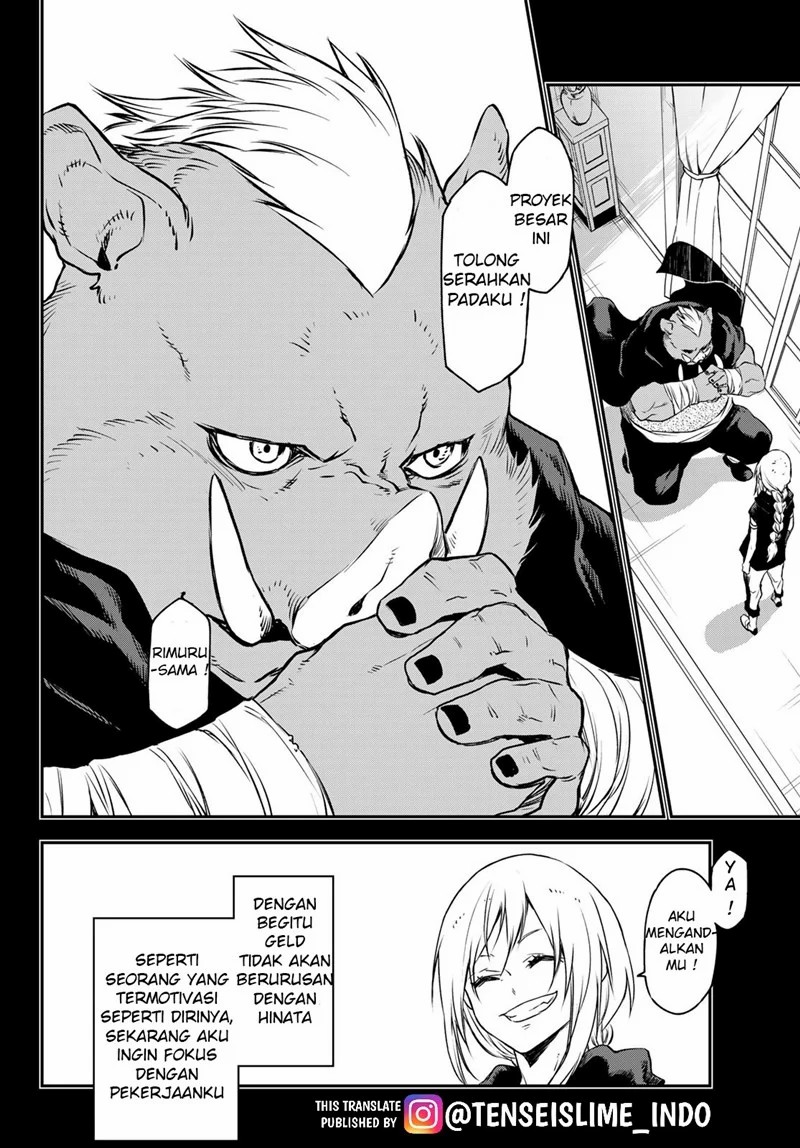 PROYEK
BESAR
INI
TOLONG
SERAHKAN
PADAKU !
RIMURU
-SAMA !
YA !
AKU
MENGAND-
ALKAN
MU !
DENGAN
BEGITU
GELD
TIDAK AKAN
BERURUSAN
DENGAN
HINATA
SEPERTI
SEORANG YANG
TERMOTIVASI
SEPERTI DIRINYA,
SEKARANG AKU
INGIN FOKUS
DENGAN
PEKERJAANKU
THIS TRANSLATE
PUBLISHED BY
@TENSEISLIME_INDO